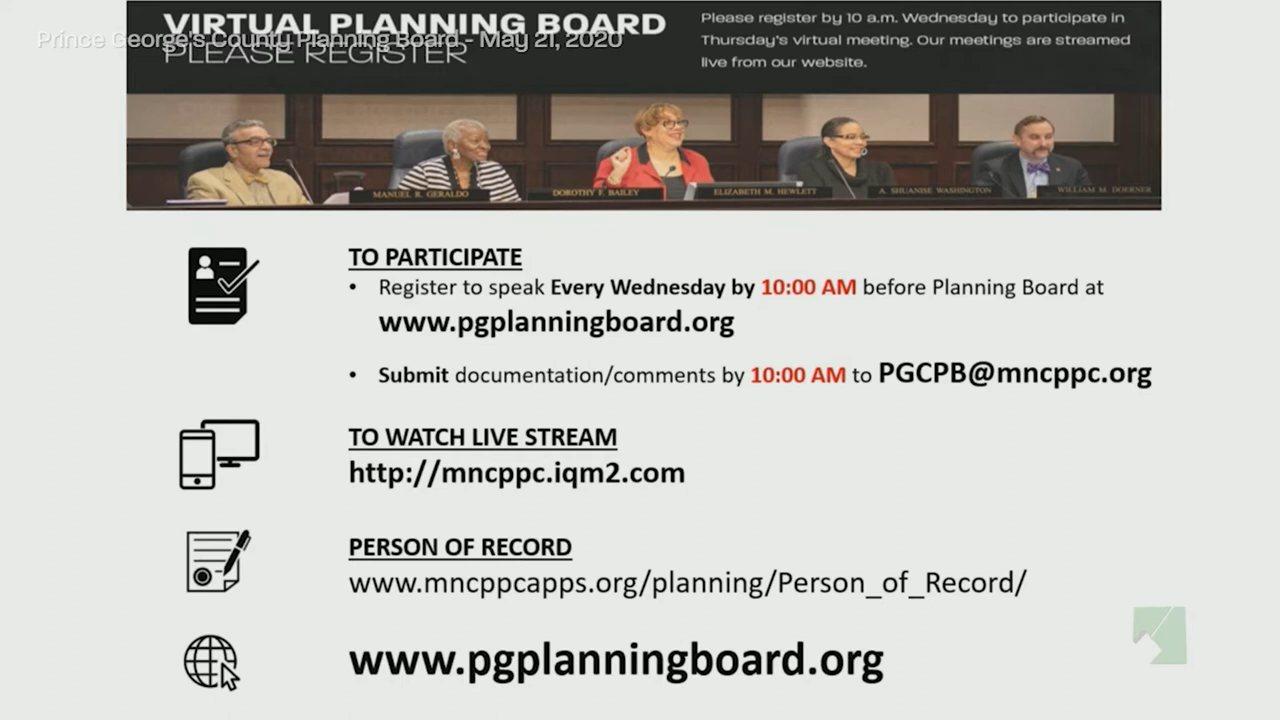 VIRTUAL PLANNING BOARD
Prince George's County Planning Board - May 21, 2020
PLEASE REGISTER
Please register by 10 a.m. Wednesday to participate in
Thursday's virtual meeting. Our meetings are streamed
live from our website.
MANUEL R. GERALDO
DOROTHY F. BAILEY
ELIZABETH M. HEWLETT
A. SHUANISE WASHINGTON
WILLIAM M. DOERNER
TO PARTICIPATE
• Register to speak Every Wednesday by 10:00 AM before Planning Board at
www.pgplanningboard.org
• Submit documentation/comments by 10:00 AM to PGCPB@mncppc.org
TO WATCH LIVE STREAM
http://mncppc.iqm2.com
PERSON OF RECORD
www.mncppcapps.org/planning/Person_of_Record/
www.pgplanningboard.org